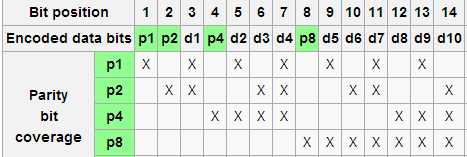 Bit position 1 2 3 4 5 6 7 8 9 10 11 12 13 14
Encoded data bits p1 p2 d1 p4 d2 d3 d4 p8 d5 d6 d7 d8 d9 d10
Parity
bit
coverage
p1 X X X X X X X
p2 X X X X X X X
p4 X X X X X X X
p8 X X X X X X X